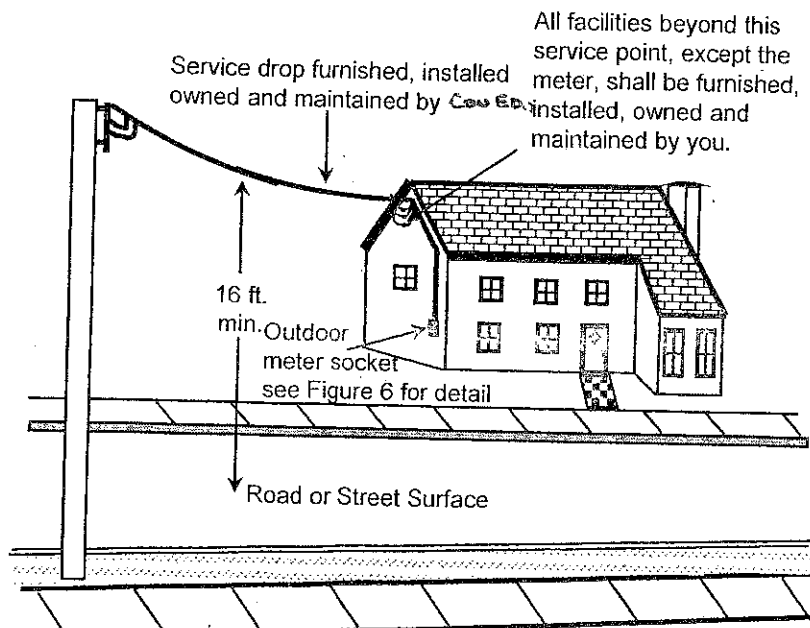 All facilities beyond this
service point, except the
meter, shall be furnished,
installed, owned and
maintained by you.
Service drop furnished, installed
owned and maintained by Con Ed.
16 ft.
min.
Outdoor
meter socket
see Figure 6 for detail
Road or Street Surface